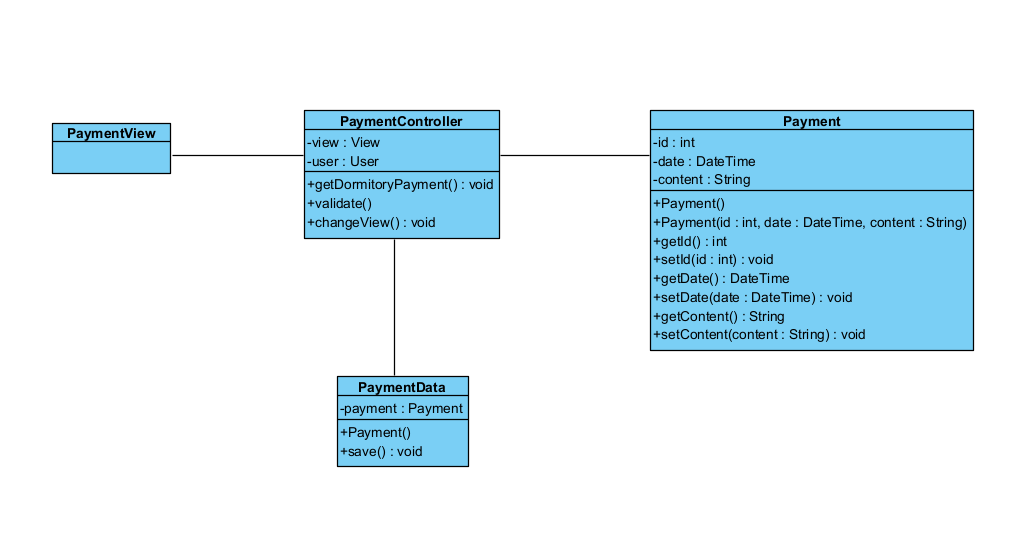 PaymentView
PaymentController
-view : View
-user : User
+getDormitoryPayment() : void
+validate()
+changeView() : void
Payment
-id : int
-date : DateTime
-content : String
+Payment()
+Payment(id : int, date : DateTime, content : String)
+getId() : int
+setId(id : int) : void
+getDate() : DateTime
+setDate(date : DateTime) : void
+getContent() : String
+setContent(content : String) : void
PaymentData
-payment : Payment
+Payment()
+save() : void